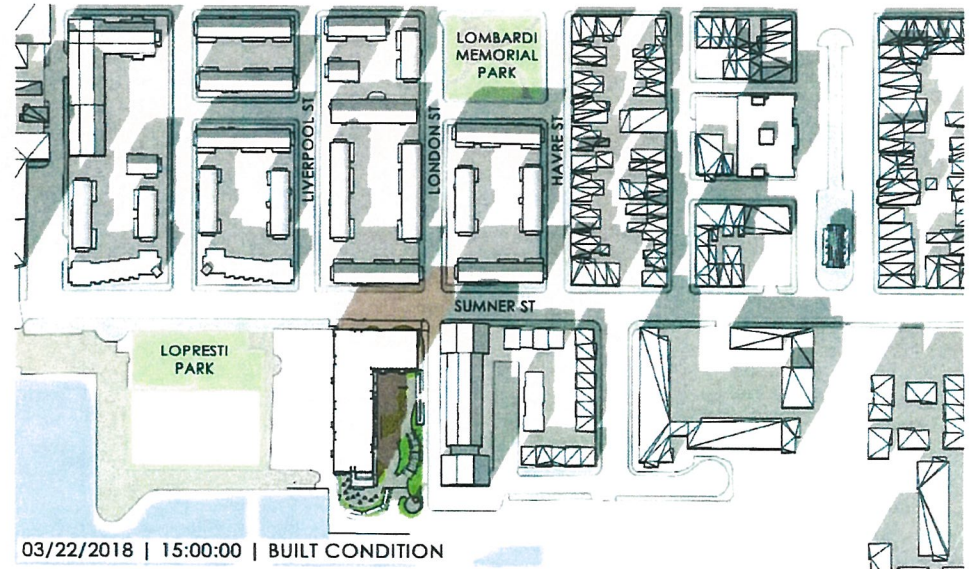 LOMBARDI
MEMORIAL
PARK
LIVERPOOL ST
LONDON ST
HAVRE ST
SUMNER ST
LOPRESTI
PARK
03/22/2018 | 15:00:00 | BUILT CONDITION